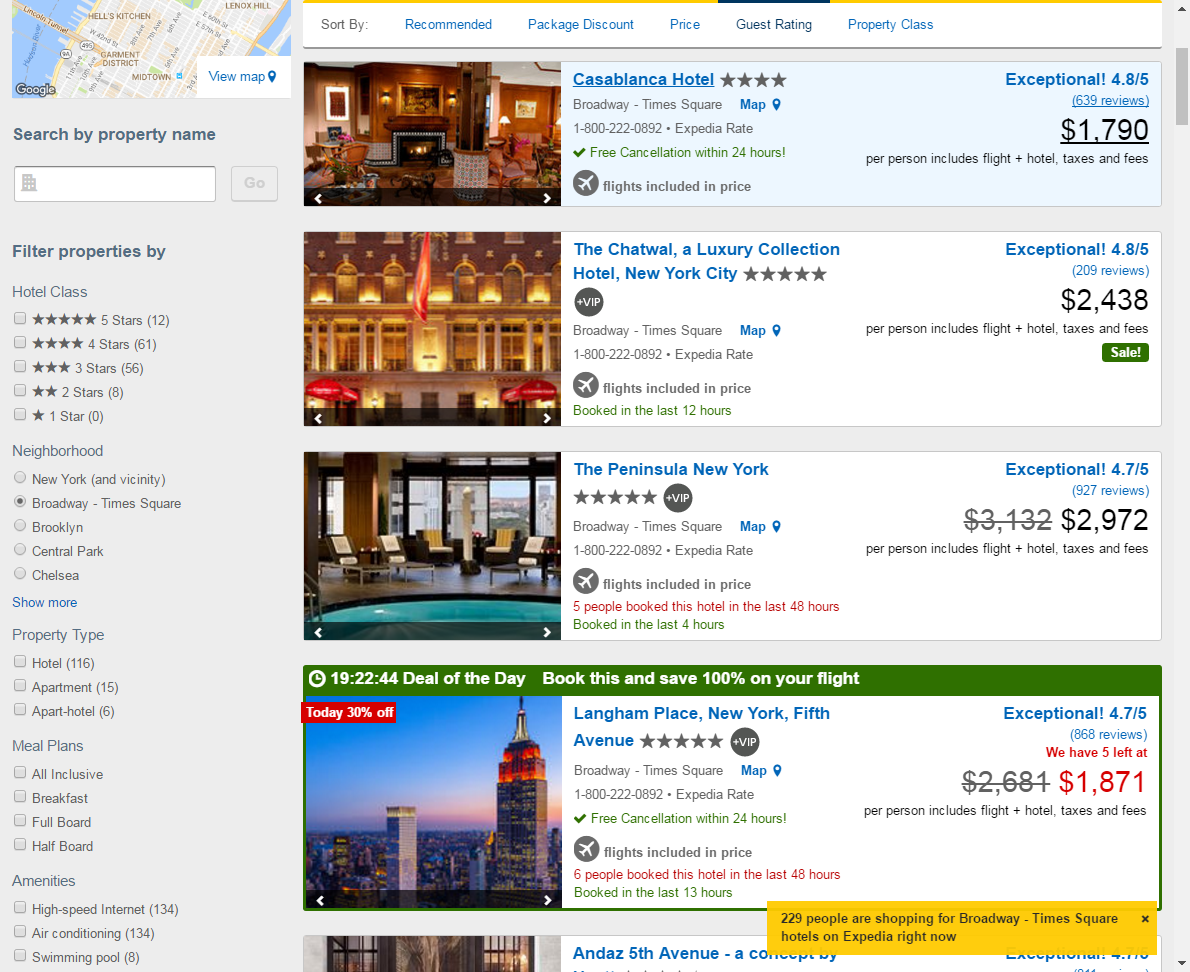 LENOX HILL
HELL'S KITCHEN
Lincoln Tunnel
W 42nd St
E 57th St
495
9A
GARMENT
DISTRICT
MIDTOWN
Google
View map
Search by property name
Go
Filter properties by
Hotel Class
★★★★★ 5 Stars (12)
★★★★ 4 Stars (61)
★★★ 3 Stars (56)
★★ 2 Stars (8)
★ 1 Star (0)
Neighborhood
New York (and vicinity)
Broadway - Times Square
Brooklyn
Central Park
Chelsea
Show more
Property Type
Hotel (116)
Apartment (15)
Apart-hotel (6)
Meal Plans
All Inclusive
Breakfast
Full Board
Half Board
Amenities
High-speed Internet (134)
Air conditioning (134)
Swimming pool (8)
Sort By: Recommended Package Discount Price Guest Rating Property Class
Casablanca Hotel ★★★★
Broadway - Times Square Map
1-800-222-0892 • Expedia Rate
✔ Free Cancellation within 24 hours!
flights included in price
Exceptional! 4.8/5
(639 reviews)
$1,790
per person includes flight + hotel, taxes and fees
The Chatwal, a Luxury Collection
Hotel, New York City ★★★★★
+VIP
Broadway - Times Square Map
1-800-222-0892 • Expedia Rate
flights included in price
Booked in the last 12 hours
Exceptional! 4.8/5
(209 reviews)
$2,438
per person includes flight + hotel, taxes and fees
Sale!
The Peninsula New York
★★★★★ +VIP
Broadway - Times Square Map
1-800-222-0892 • Expedia Rate
flights included in price
5 people booked this hotel in the last 48 hours
Booked in the last 4 hours
Exceptional! 4.7/5
(927 reviews)
$3,132 $2,972
per person includes flight + hotel, taxes and fees
19:22:44 Deal of the Day Book this and save 100% on your flight
Today 30% off
Langham Place, New York, Fifth
Avenue ★★★★★ +VIP
Broadway - Times Square Map
1-800-222-0892 • Expedia Rate
✔ Free Cancellation within 24 hours!
flights included in price
6 people booked this hotel in the last 48 hours
Booked in the last 13 hours
Exceptional! 4.7/5
(868 reviews)
We have 5 left at
$2,681 $1,871
per person includes flight + hotel, taxes and fees
229 people are shopping for Broadway - Times Square ×
hotels on Expedia right now
Andaz 5th Avenue - a concept by
Exceptional! 4.7/5